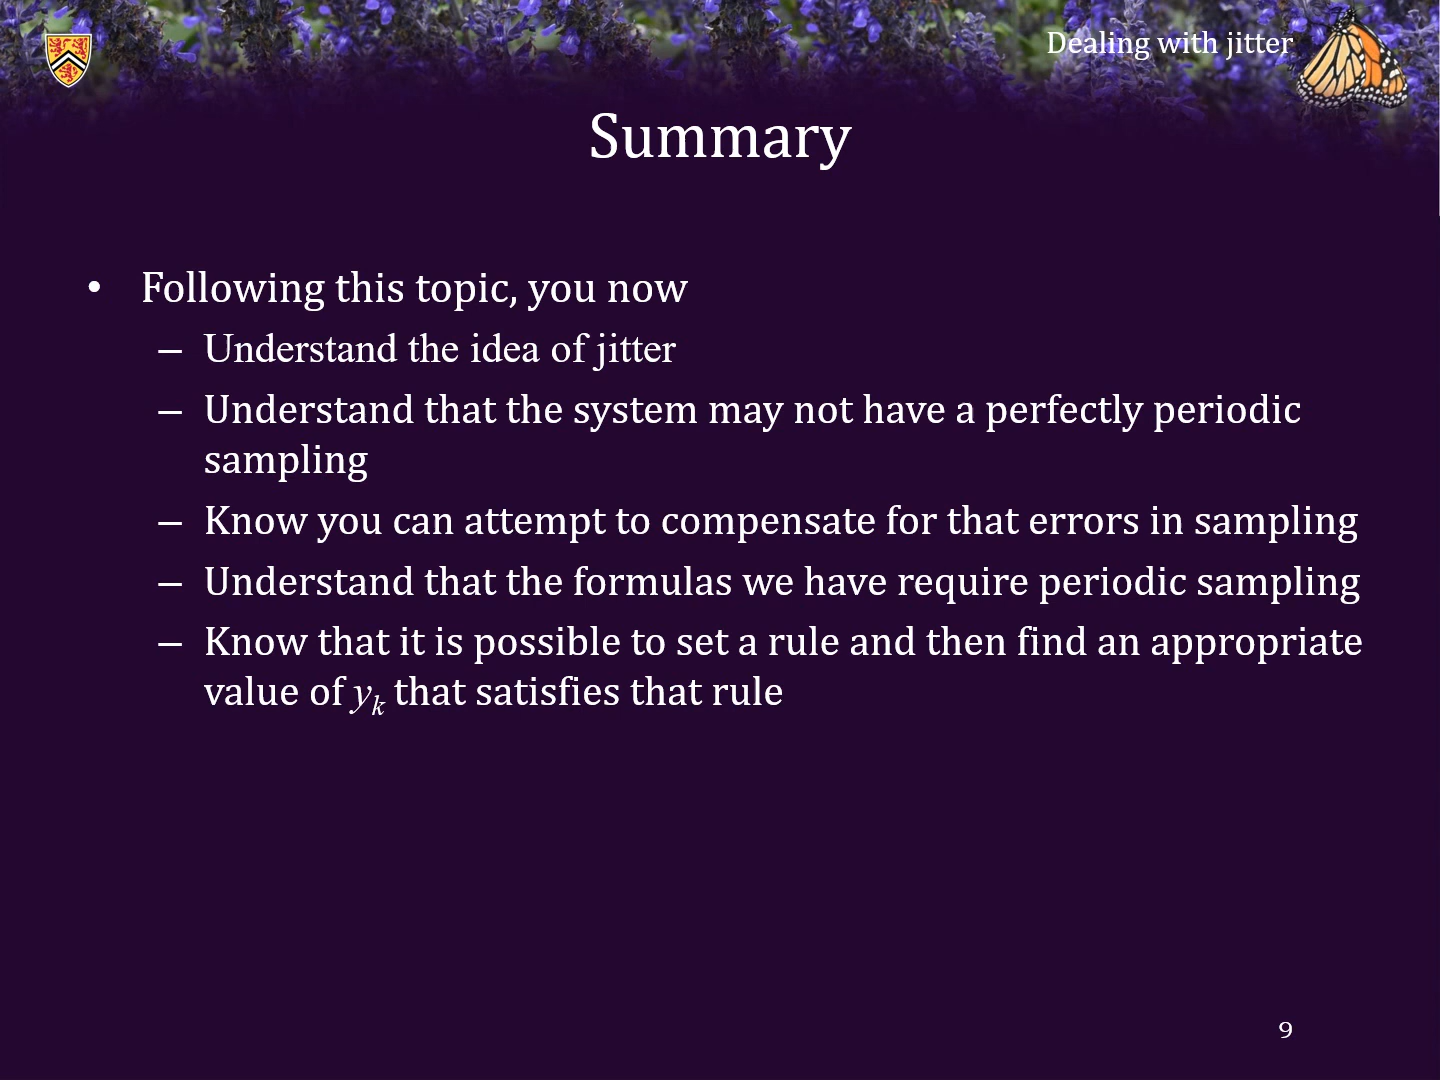 Dealing with jitter
Summary
• Following this topic, you now
– Understand the idea of jitter
– Understand that the system may not have a perfectly periodic
sampling
– Know you can attempt to compensate for that errors in sampling
– Understand that the formulas we have require periodic sampling
– Know that it is possible to set a rule and then find an appropriate
value of yk that satisfies that rule
9